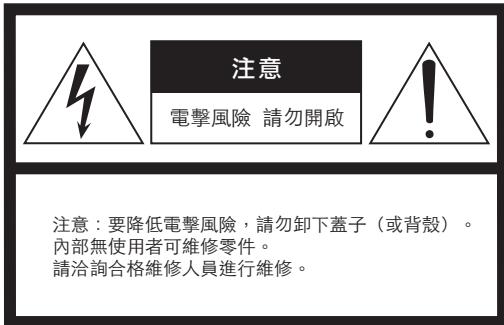 注意
電擊風險 請勿開啟
注意：要降低電擊風險，請勿卸下蓋子（或背殼）。
內部無使用者可維修零件。
請洽詢合格維修人員進行維修。